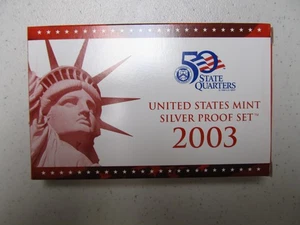 50
STATE
QUARTERS
UNITED STATES MINT
SILVER PROOF SET™
2003